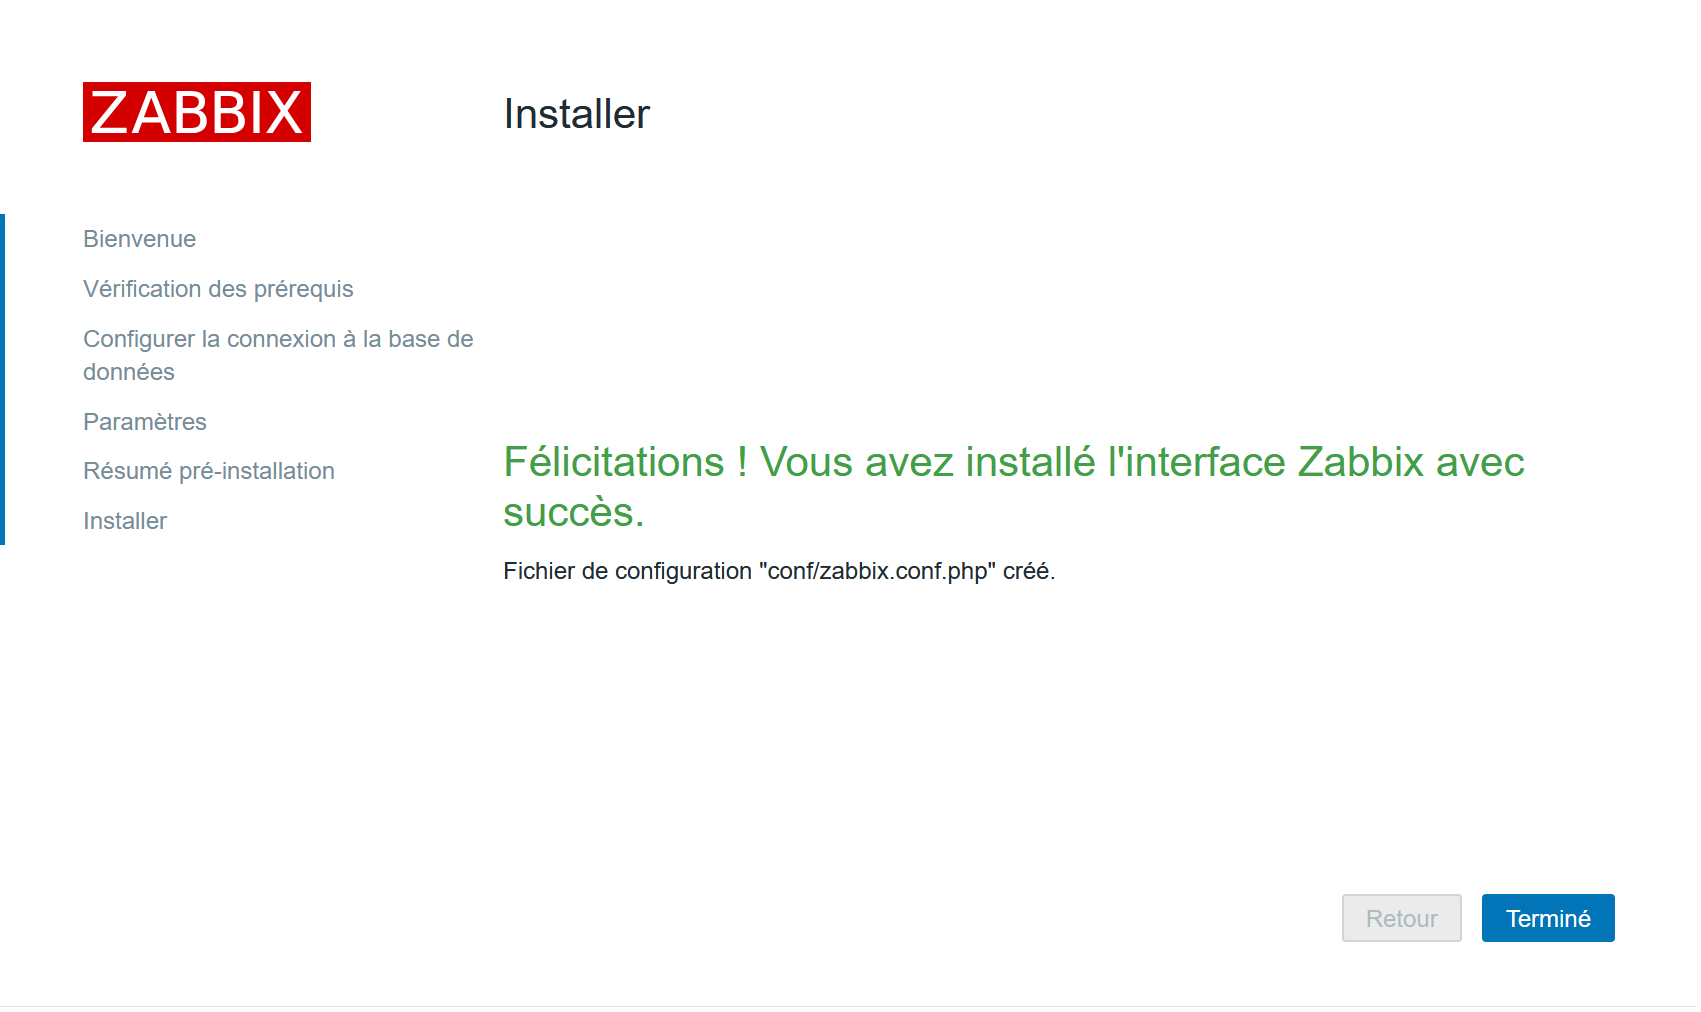 ZABBIX
Installer
Bienvenue
Vérification des prérequis
Configurer la connexion à la base de
données
Paramètres
Résumé pré-installation
Installer
Félicitations ! Vous avez installé l'interface Zabbix avec
succès.
Fichier de configuration "conf/zabbix.conf.php" créé.
Retour
Terminé